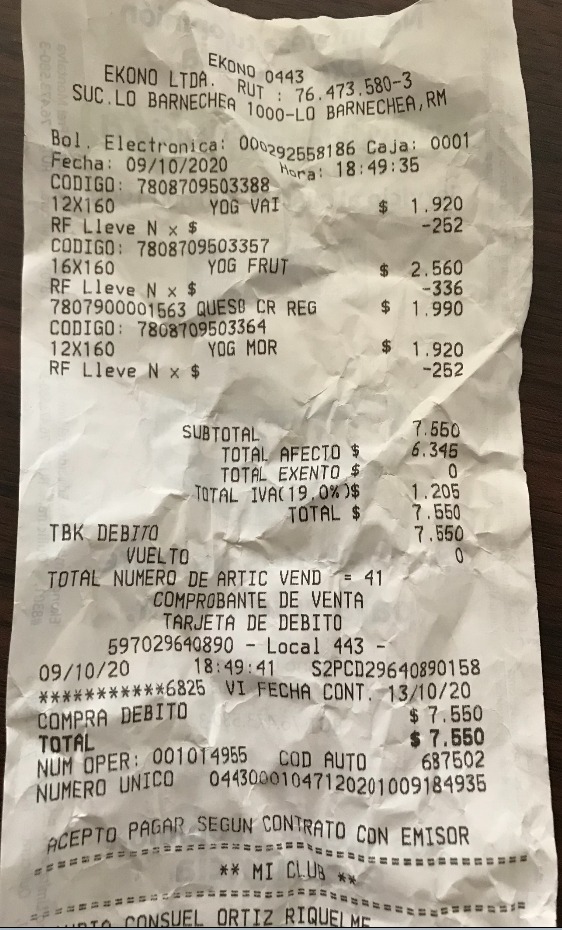 EKONO 0443
EKONO LTDA. RUT : 76.473.580-3
SUC.LO BARNECHEA 1000-LO BARNECHEA,RM
Bol. Electronica: 000292558186 Caja: 0001
Fecha: 09/10/2020 Hora: 18:49:35
CODIGO: 7808709503388
12X160 YOG VAI $ 1.920
RF Lleve N x $ -252
CODIGO: 7808709503357
16X160 YOG FRUT $ 2.560
RF Lleve N x $ -336
7807900001563 QUESO CR REG $ 1.990
CODIGO: 7808709503364
12X160 YOG MOR $ 1.920
RF Lleve N x $ -252
SUBTOTAL 7.550
TOTAL AFECTO $ 6.345
TOTAL EXENTO $ 0
TOTAL IVA(19,0%)$ 1.205
TOTAL $ 7.550
TBK DEBITO 7.550
VUELTO 0
TOTAL NUMERO DE ARTIC VEND = 41
COMPROBANTE DE VENTA
TARJETA DE DEBITO
597029640890 - Local 443 -
09/10/20 18:49:41 S2PCD29640890158
***********6825 VI FECHA CONT. 13/10/20
COMPRA DEBITO $ 7.550
TOTAL $ 7.550
NUM OPER: 001014955 COD AUTO 687502
NUMERO UNICO 04430001047120201009184935
ACEPTO PAGAR SEGUN CONTRATO CON EMISOR
** MI CLUB **
CONSUEL ORTIZ RIQUELME